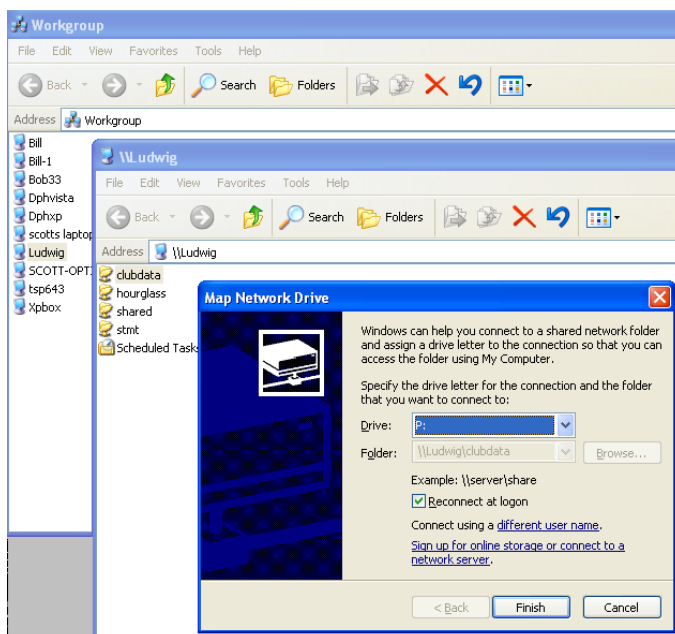 Workgroup
File Edit View Favorites Tools Help
Back Search Folders
Address Workgroup
Bill
Bill-1
Bob33
Dphvista
Dphxp
scotts laptop
Ludwig
SCOTT-OPT
tsp643
Xpbox
\\Ludwig
File Edit View Favorites Tools Help
Back Search Folders
Address \\Ludwig
clubdata
hourglass
shared
stmt
Scheduled Task
Map Network Drive
Windows can help you connect to a shared network folder
and assign a drive letter to the connection so that you can
access the folder using My Computer.
Specify the drive letter for the connection and the folder
that you want to connect to:
Drive: P:
Folder: \\Ludwig\clubdata Browse...
Example: \\server\share
Reconnect at logon
Connect using a different user name.
Sign up for online storage or connect to a
network server.
< Back Finish Cancel